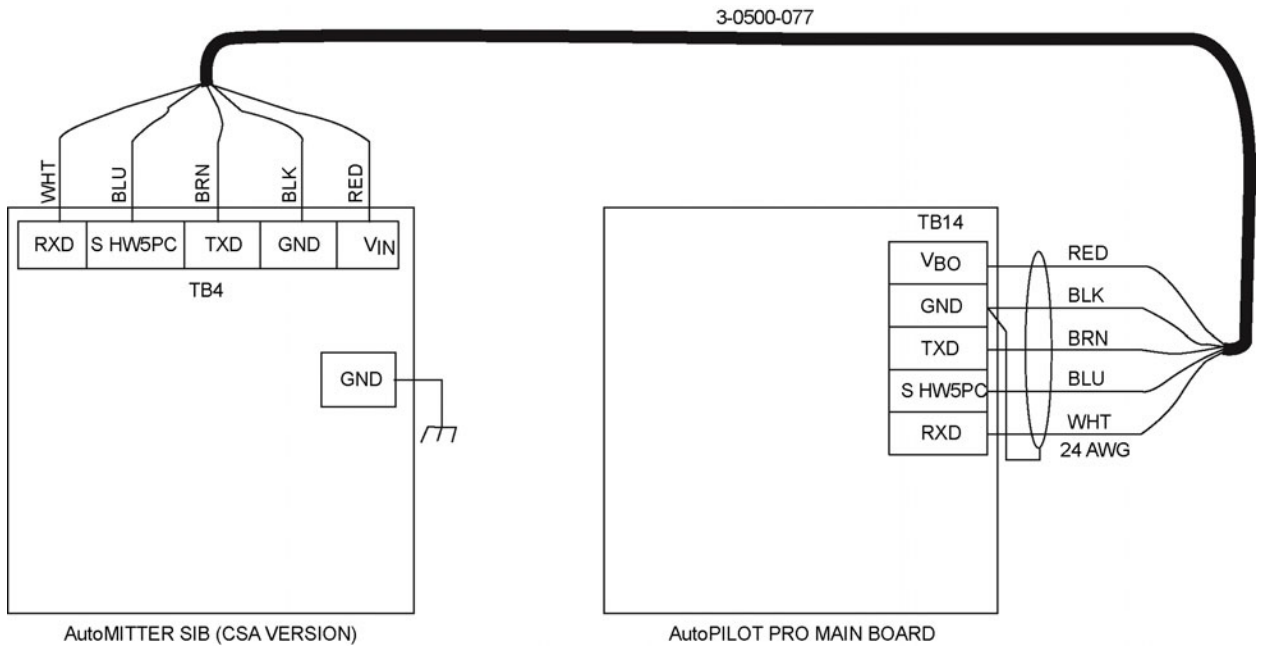 3-0500-077
WHT
BLU
BRN
BLK
RED
RXD
S HW5PC
TXD
GND
VIN
TB4
GND
AutoMITTER SIB (CSA VERSION)
TB14
VBO
GND
TXD
S HW5PC
RXD
RED
BLK
BRN
BLU
WHT
24 AWG
AutoPILOT PRO MAIN BOARD